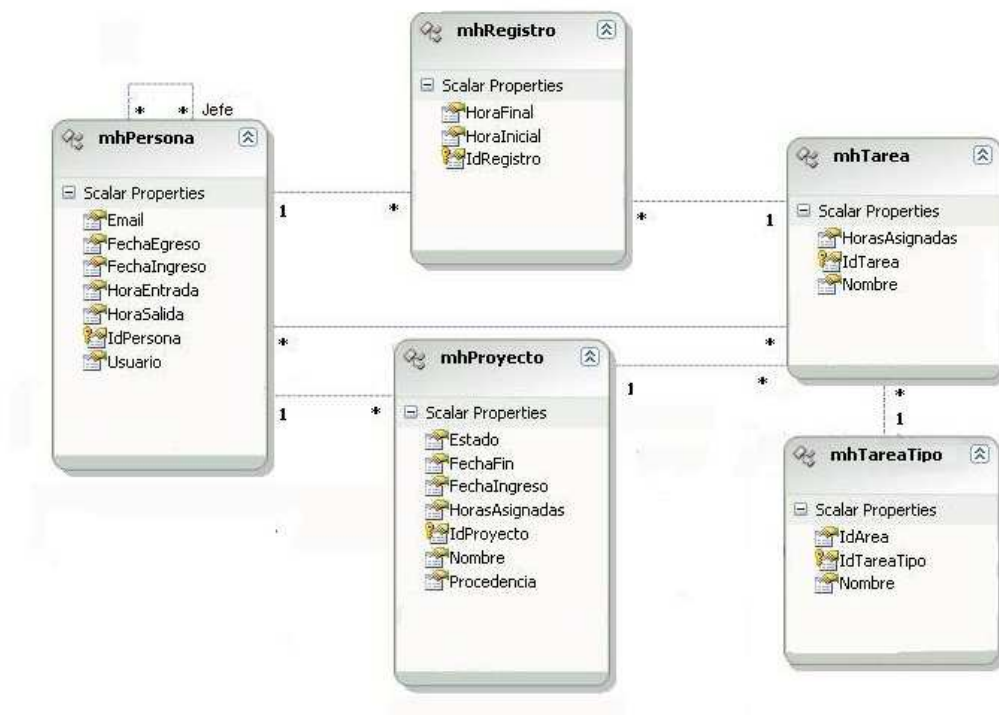 mhRegistro
Scalar Properties
HoraFinal
HoraInicial
IdRegistro
* * Jefe
mhPersona
Scalar Properties
Email
FechaEgreso
FechaIngreso
HoraEntrada
HoraSalida
IdPersona
Usuario
1 *
* 1
mhTarea
Scalar Properties
HorasAsignadas
IdTarea
Nombre
* *
1 *
1 *
mhProyecto
Scalar Properties
Estado
FechaFin
FechaIngreso
HorasAsignadas
IdProyecto
Nombre
Procedencia
*
1
mhTareaTipo
Scalar Properties
IdArea
IdTareaTipo
Nombre